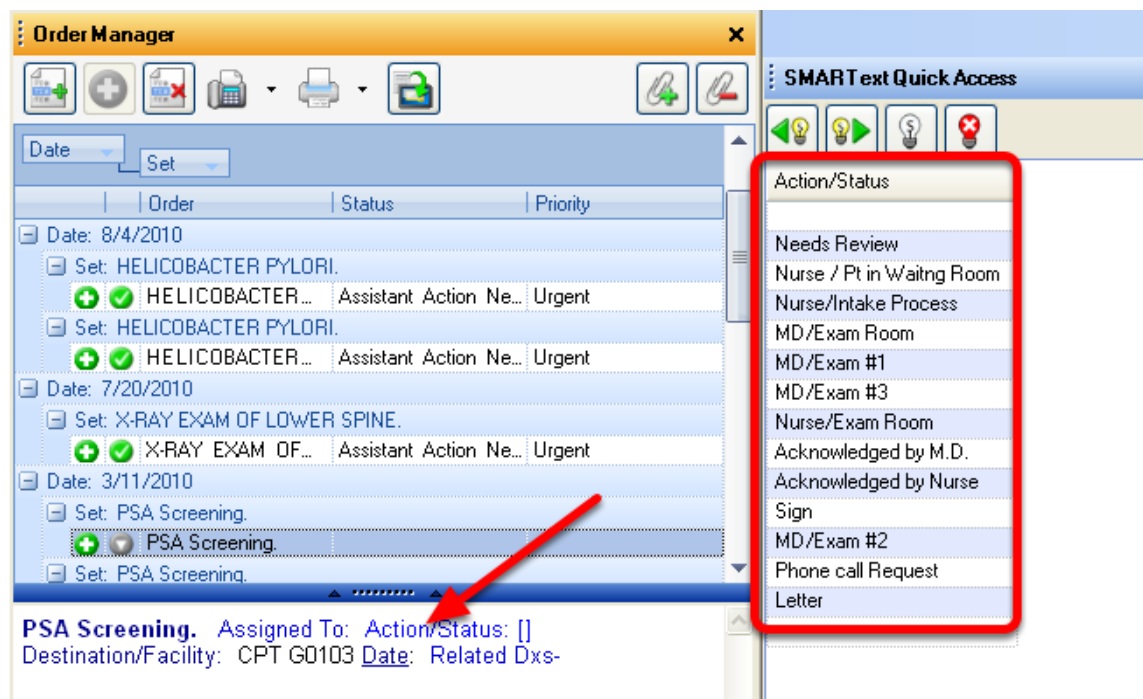 Order Manager
Date
Set
Order Status Priority
Date: 8/4/2010
Set: HELICOBACTER PYLORI.
HELICOBACTER... Assistant Action Ne... Urgent
Set: HELICOBACTER PYLORI.
HELICOBACTER... Assistant Action Ne... Urgent
Date: 7/20/2010
Set: X-RAY EXAM OF LOWER SPINE.
X-RAY EXAM OF... Assistant Action Ne... Urgent
Date: 3/11/2010
Set: PSA Screening.
PSA Screening.
Set: PSA Screening.
PSA Screening. Assigned To: Action/Status: []
Destination/Facility: CPT G0103 Date: Related Dxs-
SMARText Quick Access
Action/Status
Needs Review
Nurse / Pt in Waitng Room
Nurse/Intake Process
MD/Exam Room
MD/Exam #1
MD/Exam #3
Nurse/Exam Room
Acknowledged by M.D.
Acknowledged by Nurse
Sign
MD/Exam #2
Phone call Request
Letter